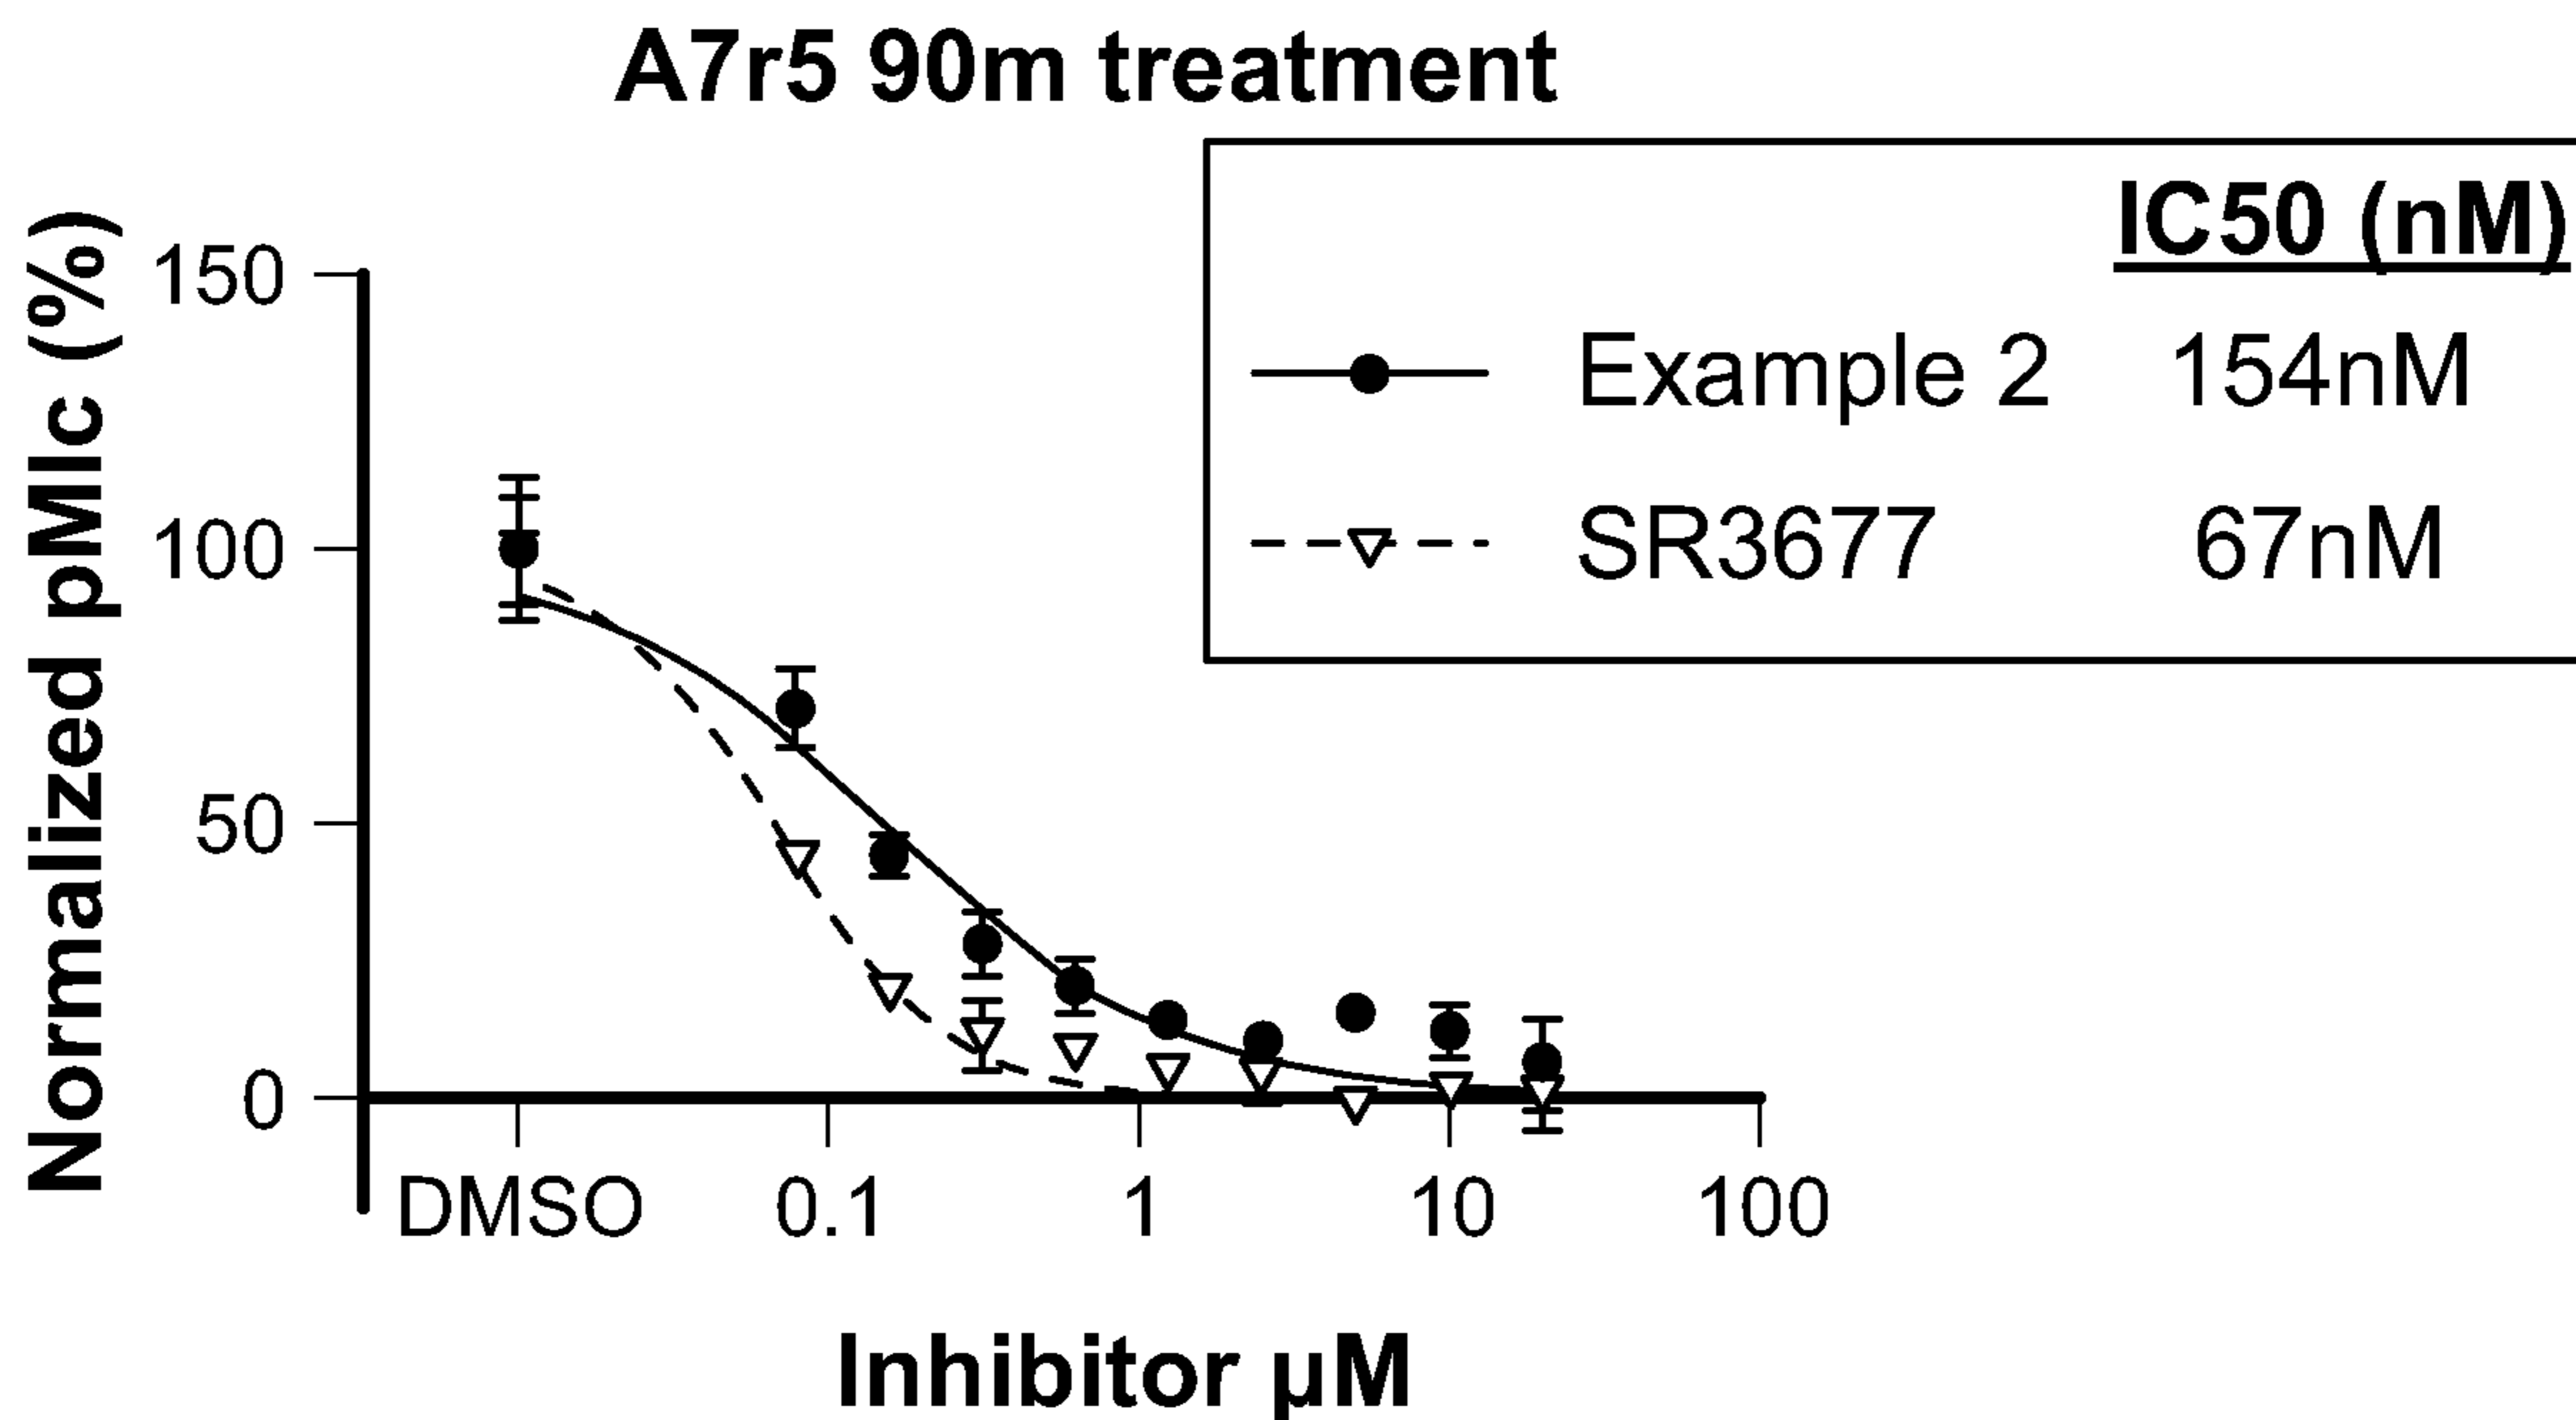 A7r5 90m treatment
IC50 (nM)
Example 2 154nM
SR3677 67nM
Normalized pMlc (%)
150
100
50
0
DMSO 0.1 1 10 100
Inhibitor µM